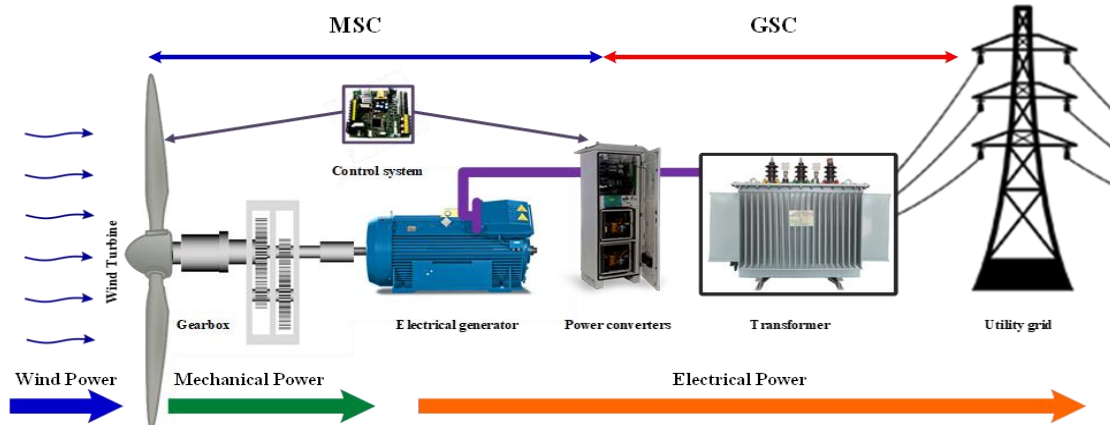 MSC
GSC
Control system
Wind Turbine
Gearbox
Electrical generator
Power converters
Transformer
Utility grid
Wind Power
Mechanical Power
Electrical Power